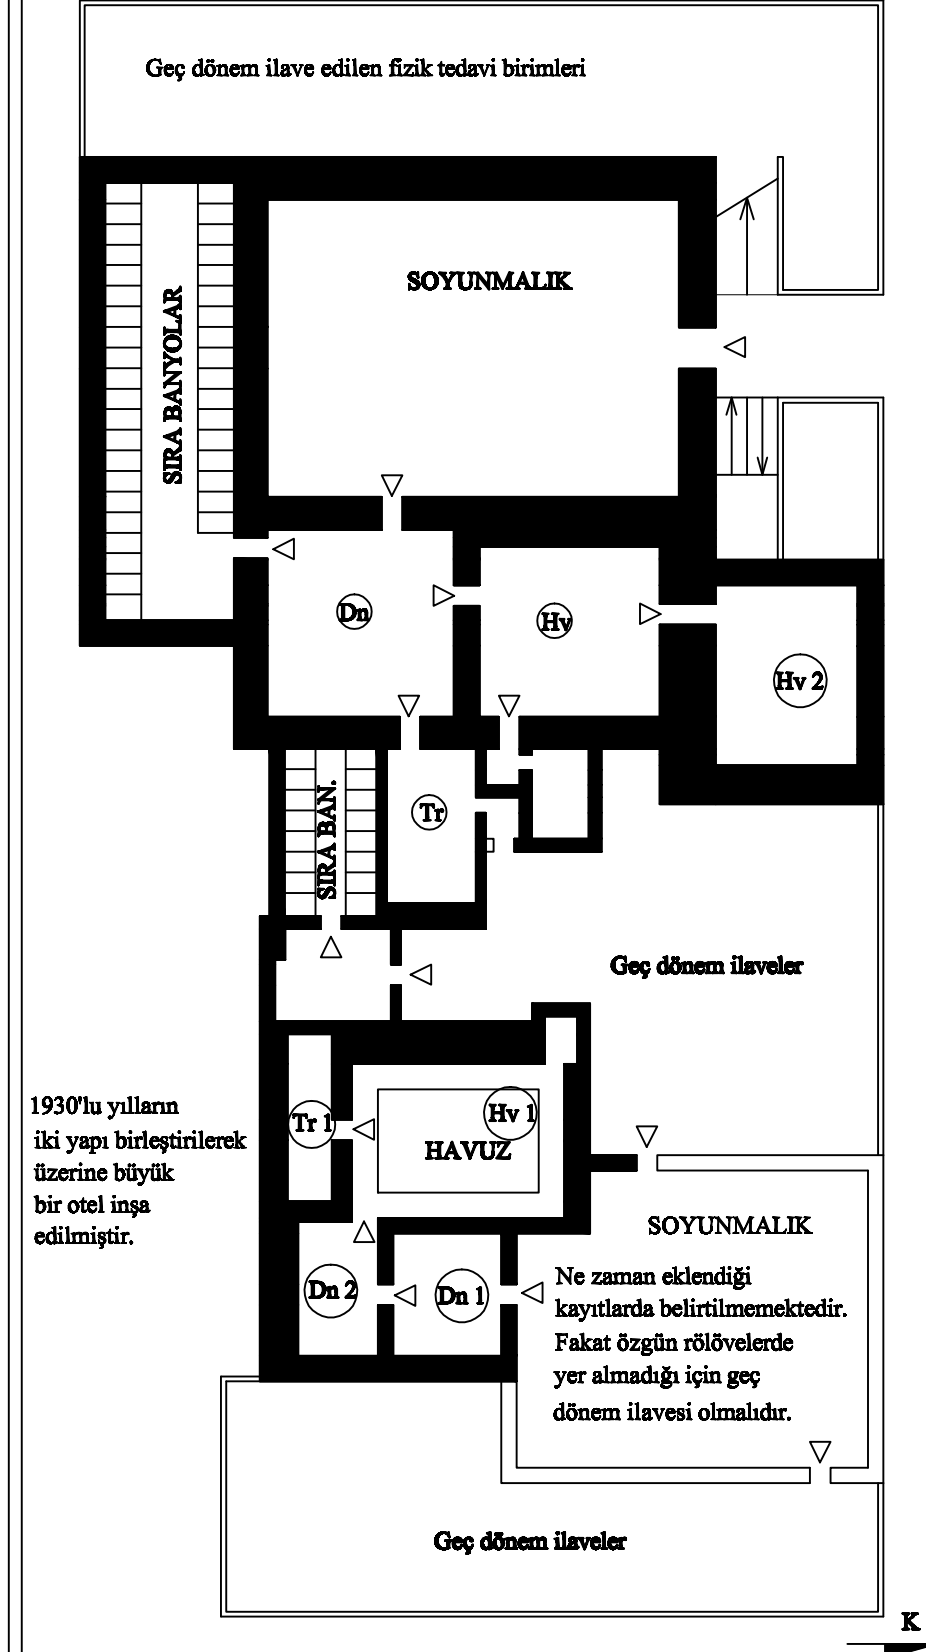 Geç dönem ilave edilen fizik tedavi birimleri
SOYUNMALIK
SIRA BANYOLAR
Dn
Hv
Hv 2
SIRA BAN.
Tr
Geç dönem ilaveler
1930'lu yılların
iki yapı birleştirilerek
üzerine büyük
bir otel inşa
edilmiştir.
Tr 1
Hv 1
HAVUZ
SOYUNMALIK
Dn 2
Dn 1
Ne zaman eklendiği
kayıtlarda belirtilmemektedir.
Fakat özgün rölövelerde
yer almadığı için geç
dönem ilavesi olmalıdır.
Geç dönem ilaveler
K